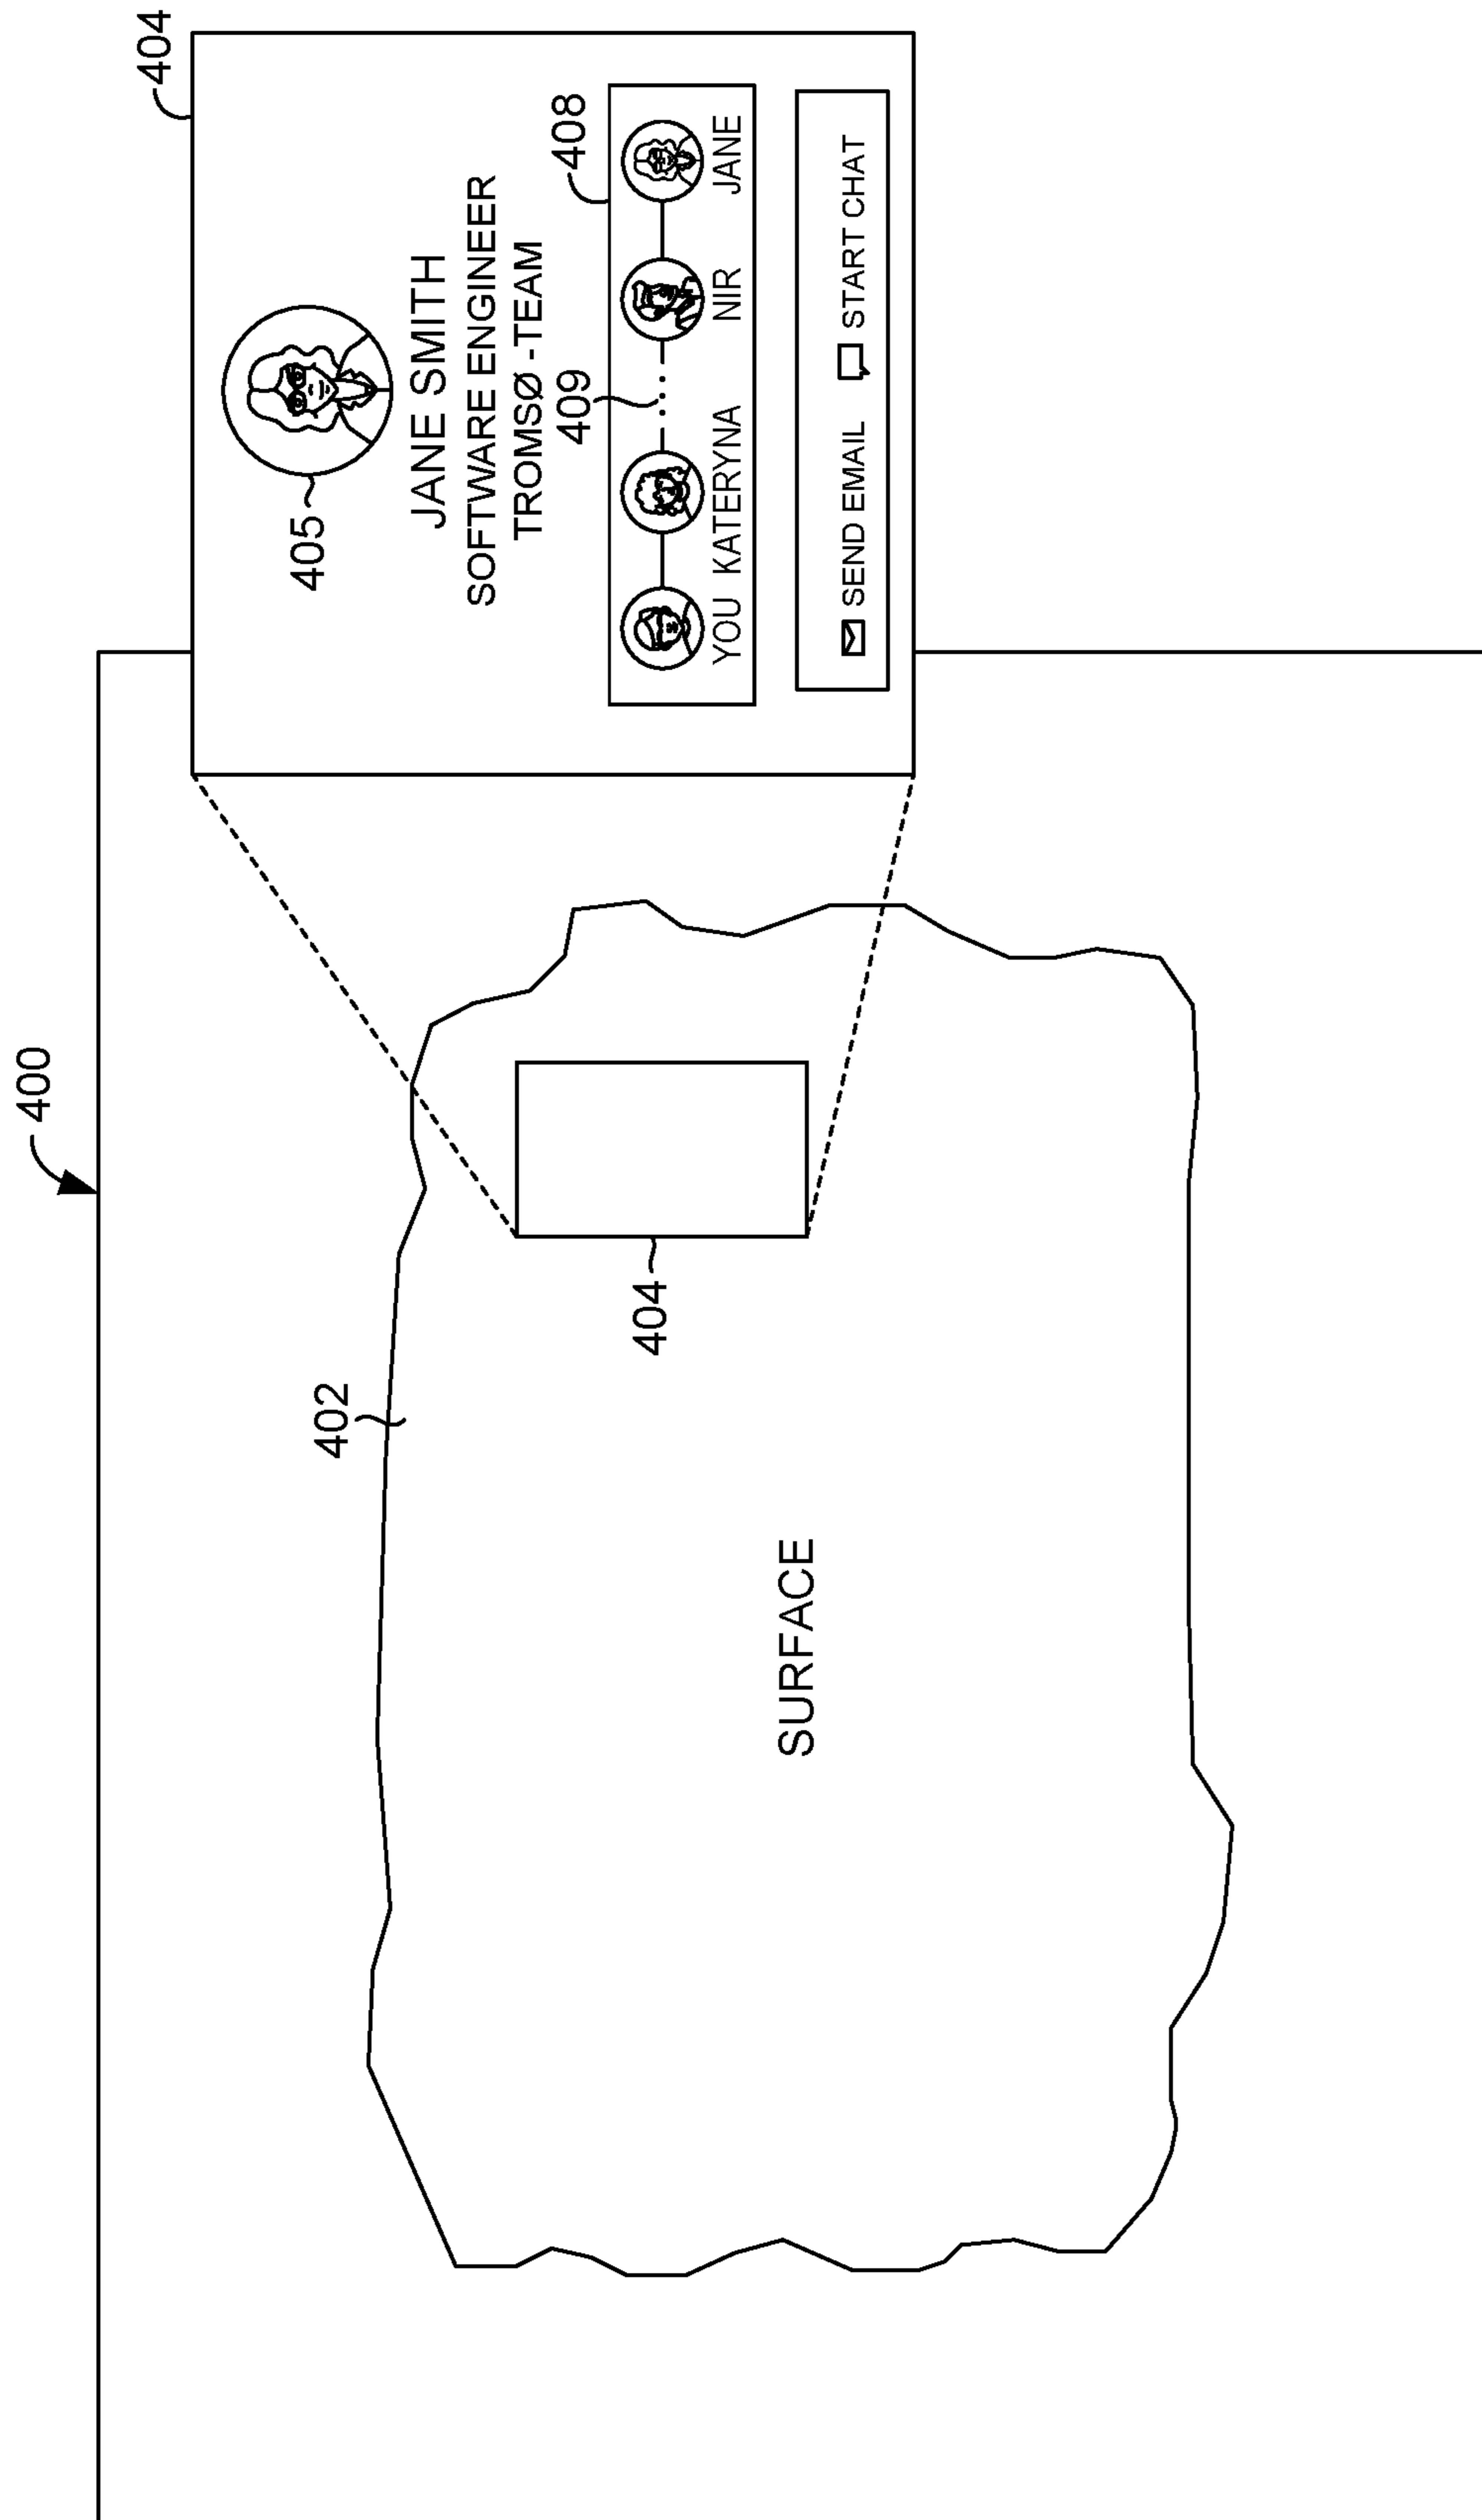 400
404
405
JANE SMITH
SOFTWARE ENGINEER
TROMSØ -TEAM
408
409
YOU KATERYNA NIR JANE
SEND EMAIL START CHAT
402
404
SURFACE